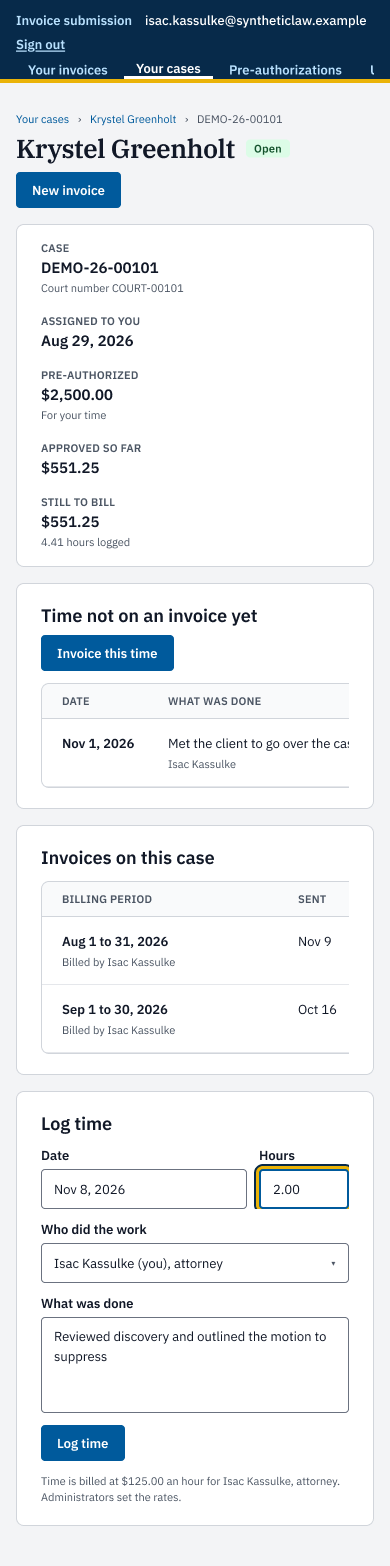 Invoice submission isac.kassulke@syntheticlaw.example
Sign out
Your invoices Your cases Pre-authorizations
Your cases › Krystel Greenholt › DEMO-26-00101
Krystel Greenholt Open
New invoice
CASE
DEMO-26-00101
Court number COURT-00101
ASSIGNED TO YOU
Aug 29, 2026
PRE-AUTHORIZED
$2,500.00
For your time
APPROVED SO FAR
$551.25
STILL TO BILL
$551.25
4.41 hours logged
Time not on an invoice yet
Invoice this time
DATE WHAT WAS DONE
Nov 1, 2026 Met the client to go over the
Isac Kassulke
Invoices on this case
BILLING PERIOD SENT
Aug 1 to 31, 2026 Nov 9
Billed by Isac Kassulke
Sep 1 to 30, 2026 Oct 16
Billed by Isac Kassulke
Log time
Date Hours
Nov 8, 2026 2.00
Who did the work
Isac Kassulke (you), attorney
What was done
Reviewed discovery and outlined the motion to
suppress
Log time
Time is billed at $125.00 an hour for Isac Kassulke, attorney.
Administrators set the rates.